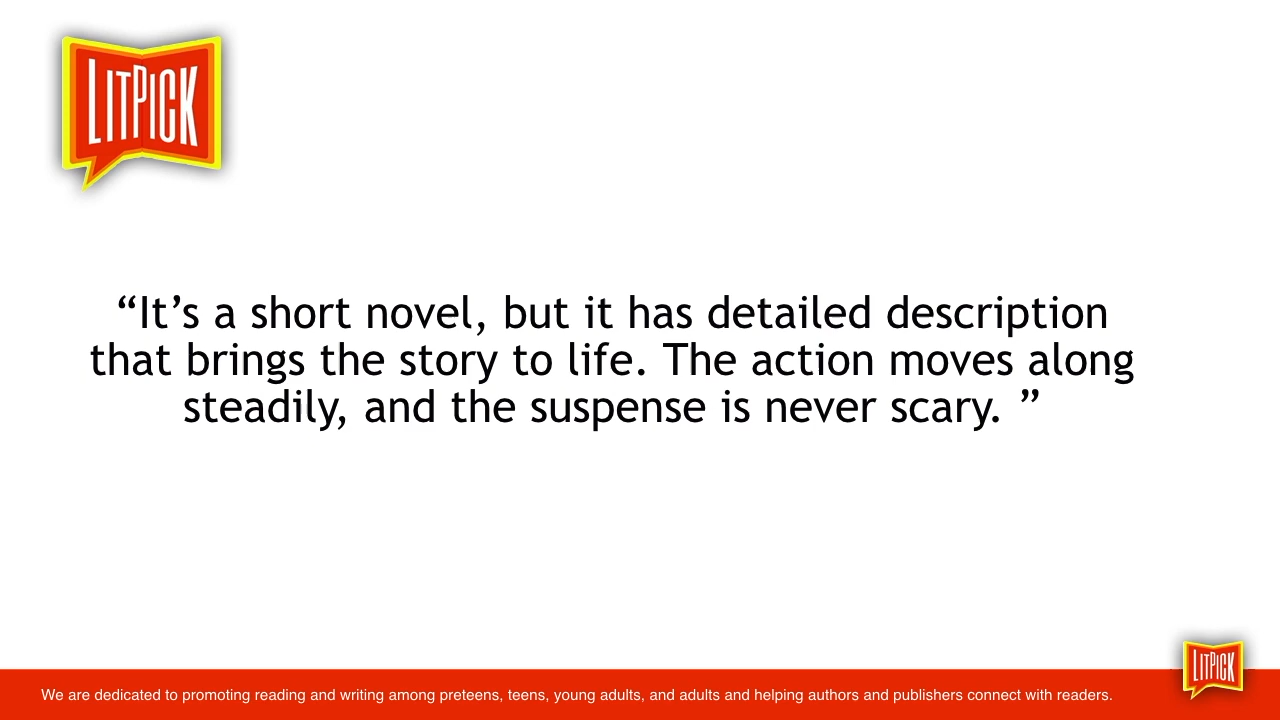 LITPICK
“It’s a short novel, but it has detailed description
that brings the story to life. The action moves along
steadily, and the suspense is never scary. ”
LITPICK
We are dedicated to promoting reading and writing among preteens, teens, young adults, and adults and helping authors and publishers connect with readers.